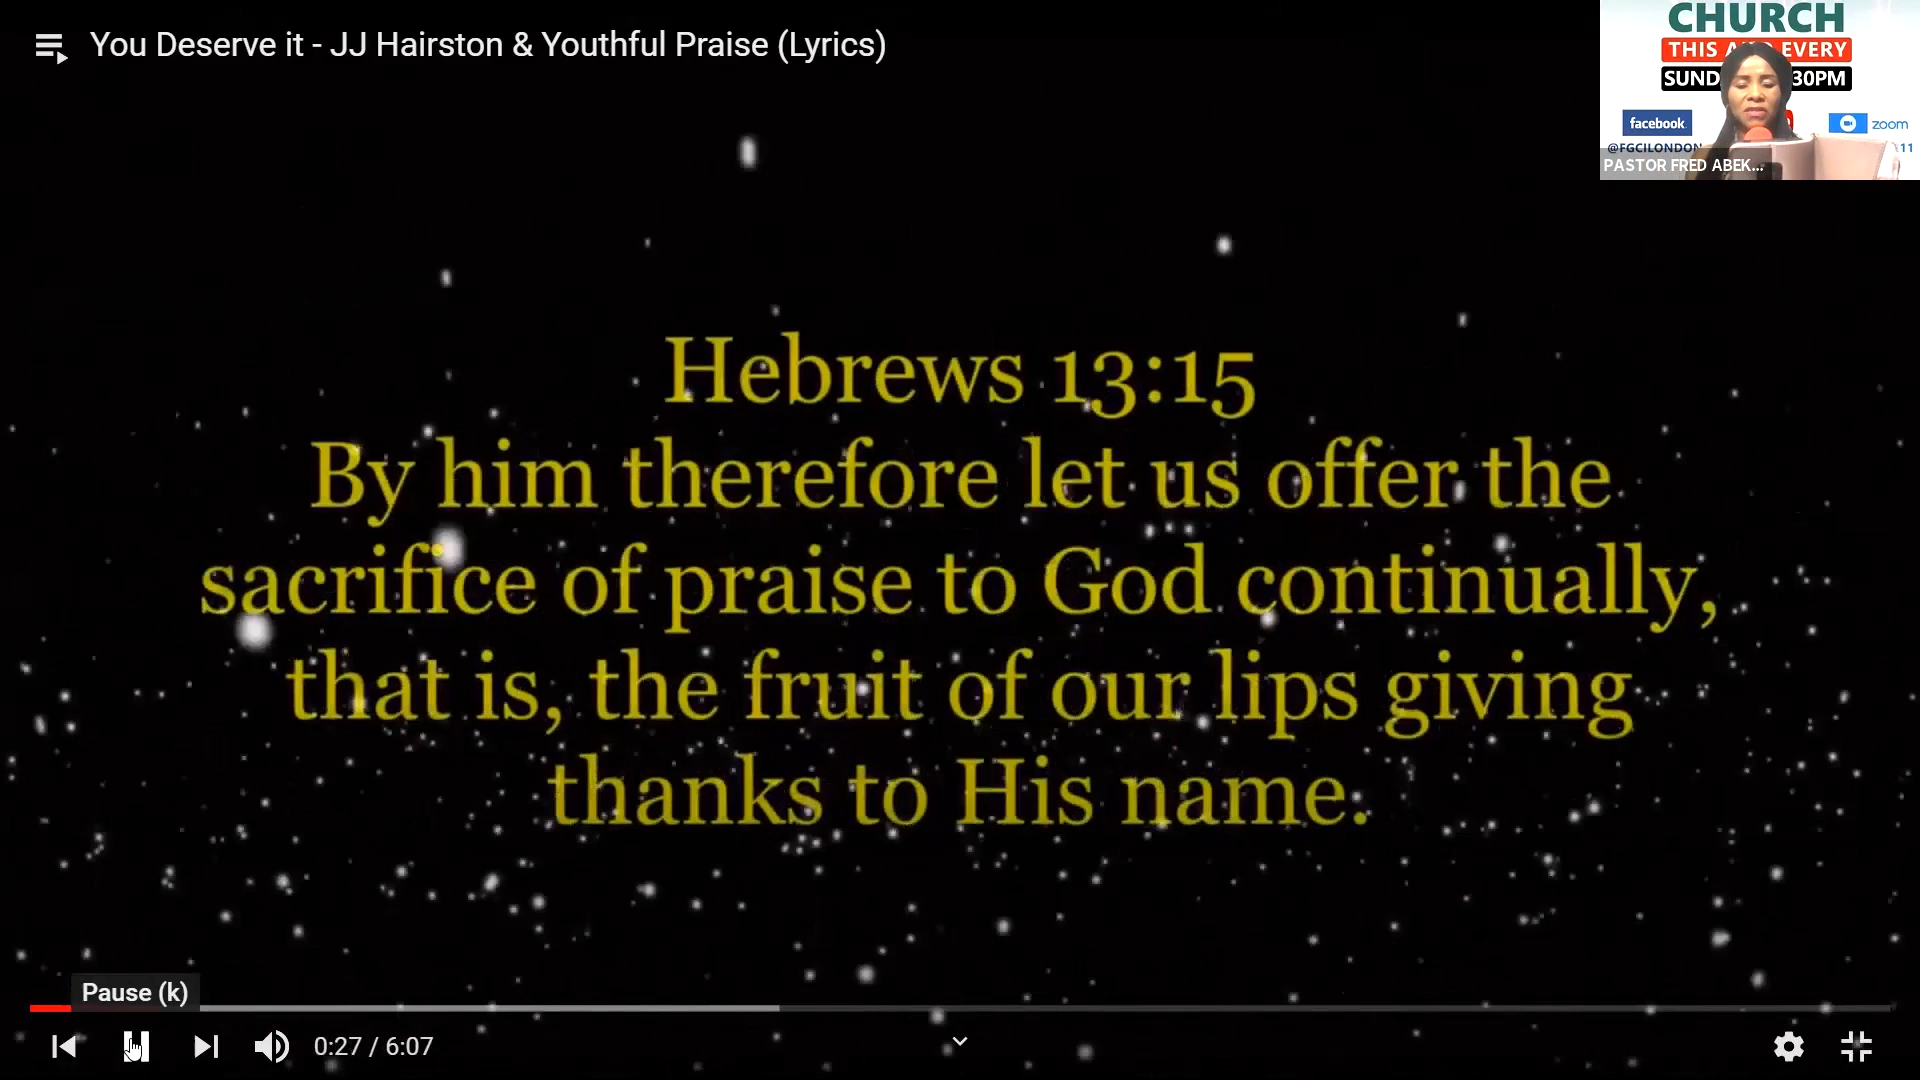 You Deserve it - JJ Hairston & Youthful Praise (Lyrics)
CHURCH
THIS EVERY
30PM
facebook
zoom
@FGCILONDON
11
PASTOR FRED ABEK...
Hebrews 13:15
By him therefore let us offer the
sacrifice of praise to God continually,
that is, the fruit of our lips giving
thanks to His name.
Pause (k)
0:27 / 6:07